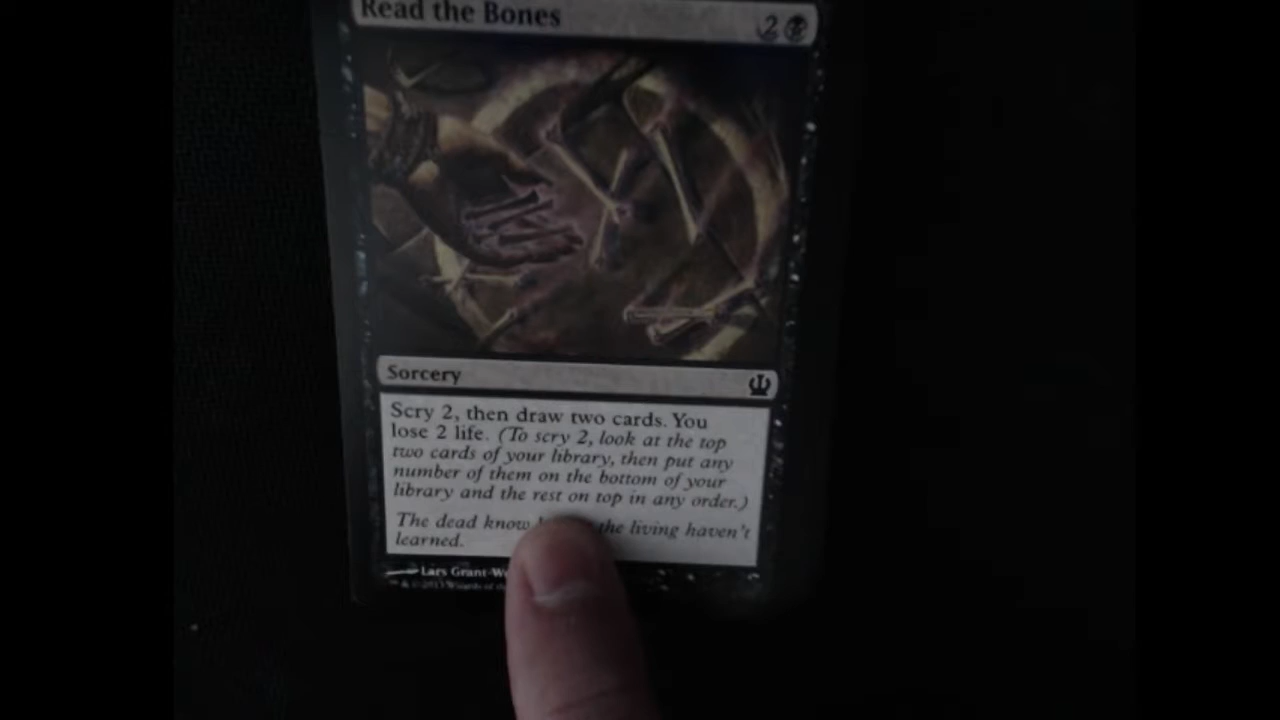 Read the Bones 2
Sorcery
Scry 2, then draw two cards. You
lose 2 life. (To scry 2, look at the top
two cards of your library, then put any
number of them on the bottom of your
library and the rest on top in any order.)
The dead know the living haven't
learned.
Lars Grant-W